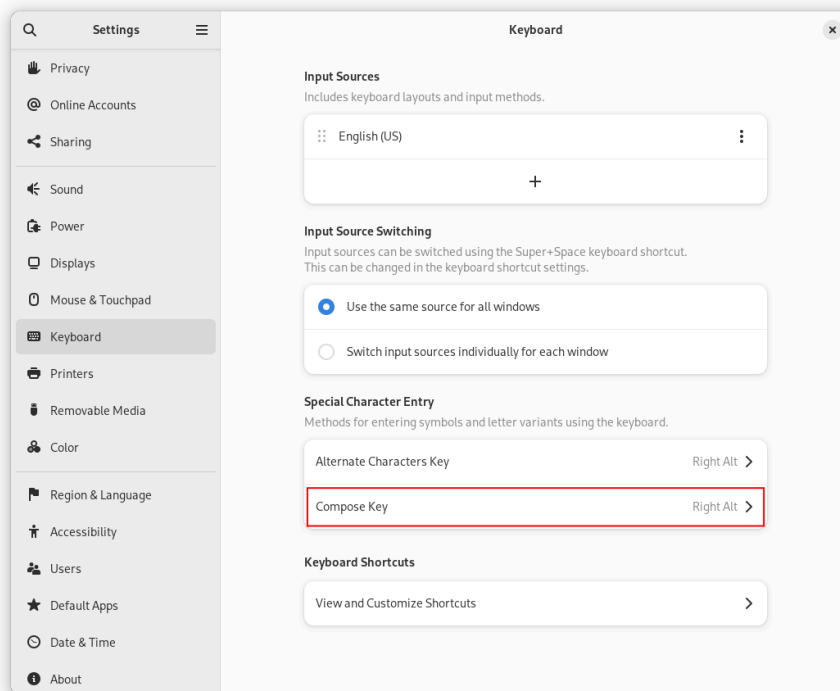 Settings
Privacy
Online Accounts
Sharing
Sound
Power
Displays
Mouse & Touchpad
Keyboard
Printers
Removable Media
Color
Region & Language
Accessibility
Users
Default Apps
Date & Time
About
Keyboard
Input Sources
Includes keyboard layouts and input methods.
English (US)
Input Source Switching
Input sources can be switched using the Super+Space keyboard shortcut.
This can be changed in the keyboard shortcut settings.
Use the same source for all windows
Switch input sources individually for each window
Special Character Entry
Methods for entering symbols and letter variants using the keyboard.
Alternate Characters Key Right Alt
Compose Key Right Alt
Keyboard Shortcuts
View and Customize Shortcuts